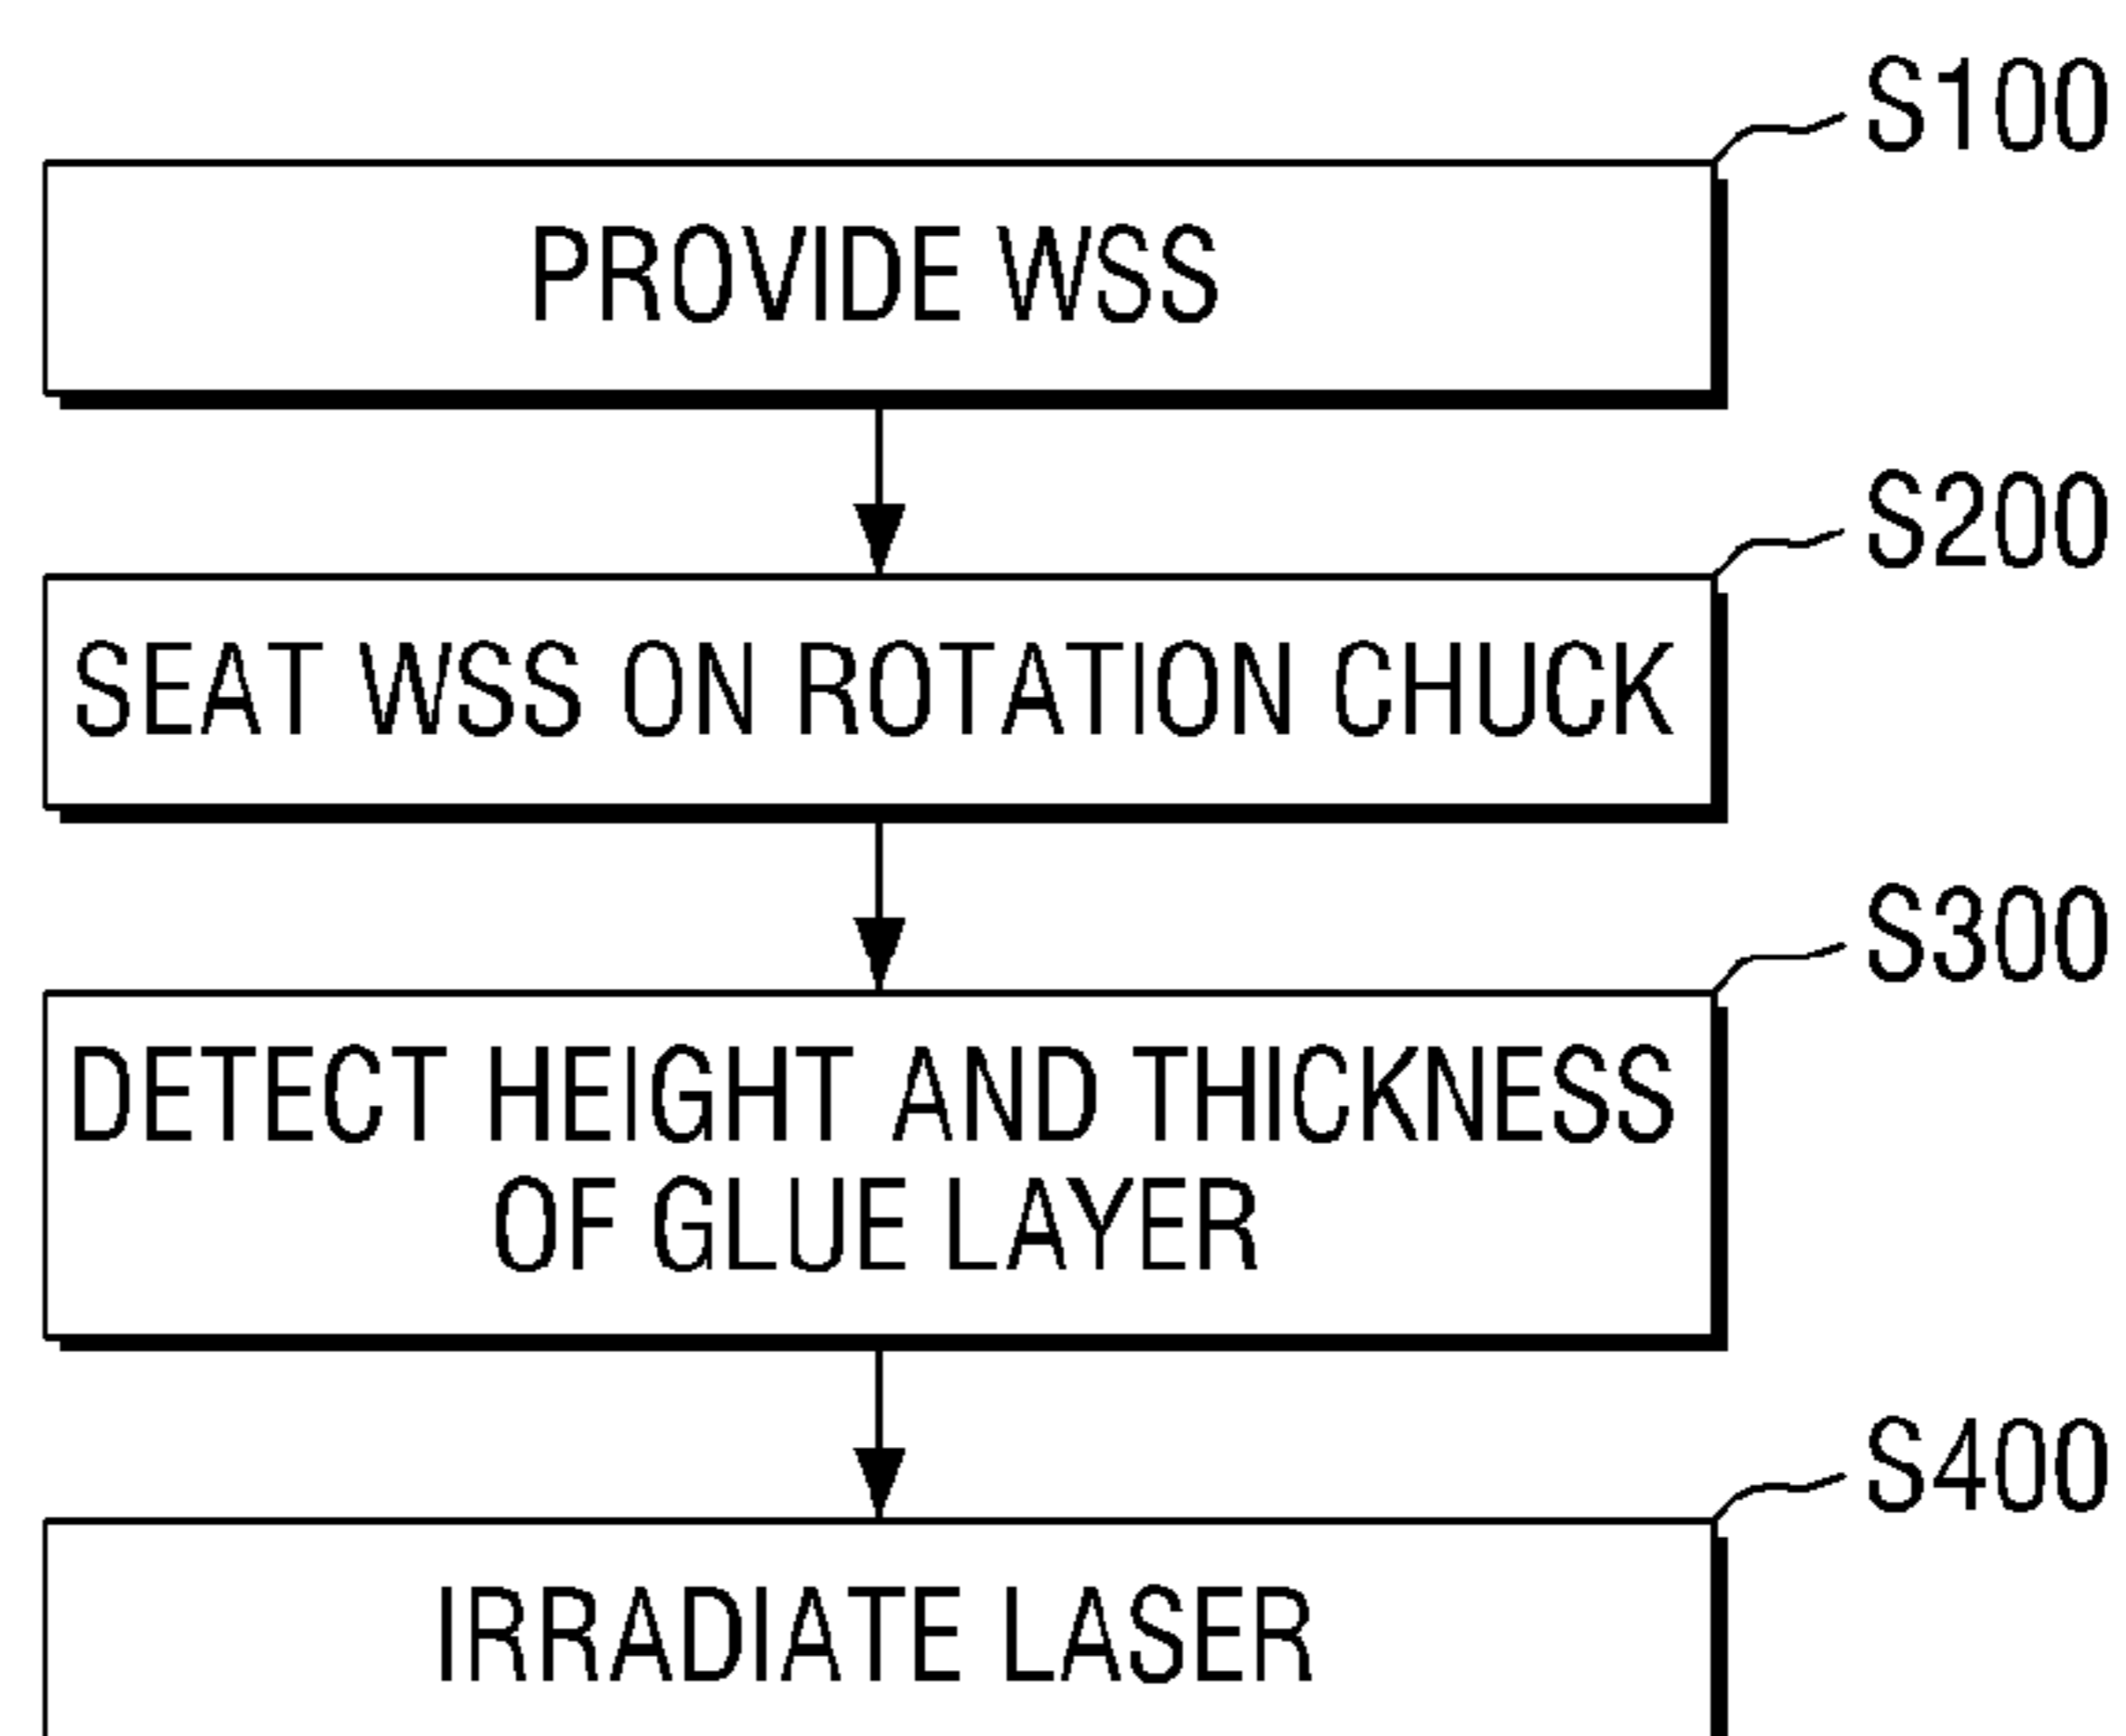 S100
PROVIDE WSS
S200
SEAT WSS ON ROTATION CHUCK
S300
DETECT HEIGHT AND THICKNESS
OF GLUE LAYER
S400
IRRADIATE LASER